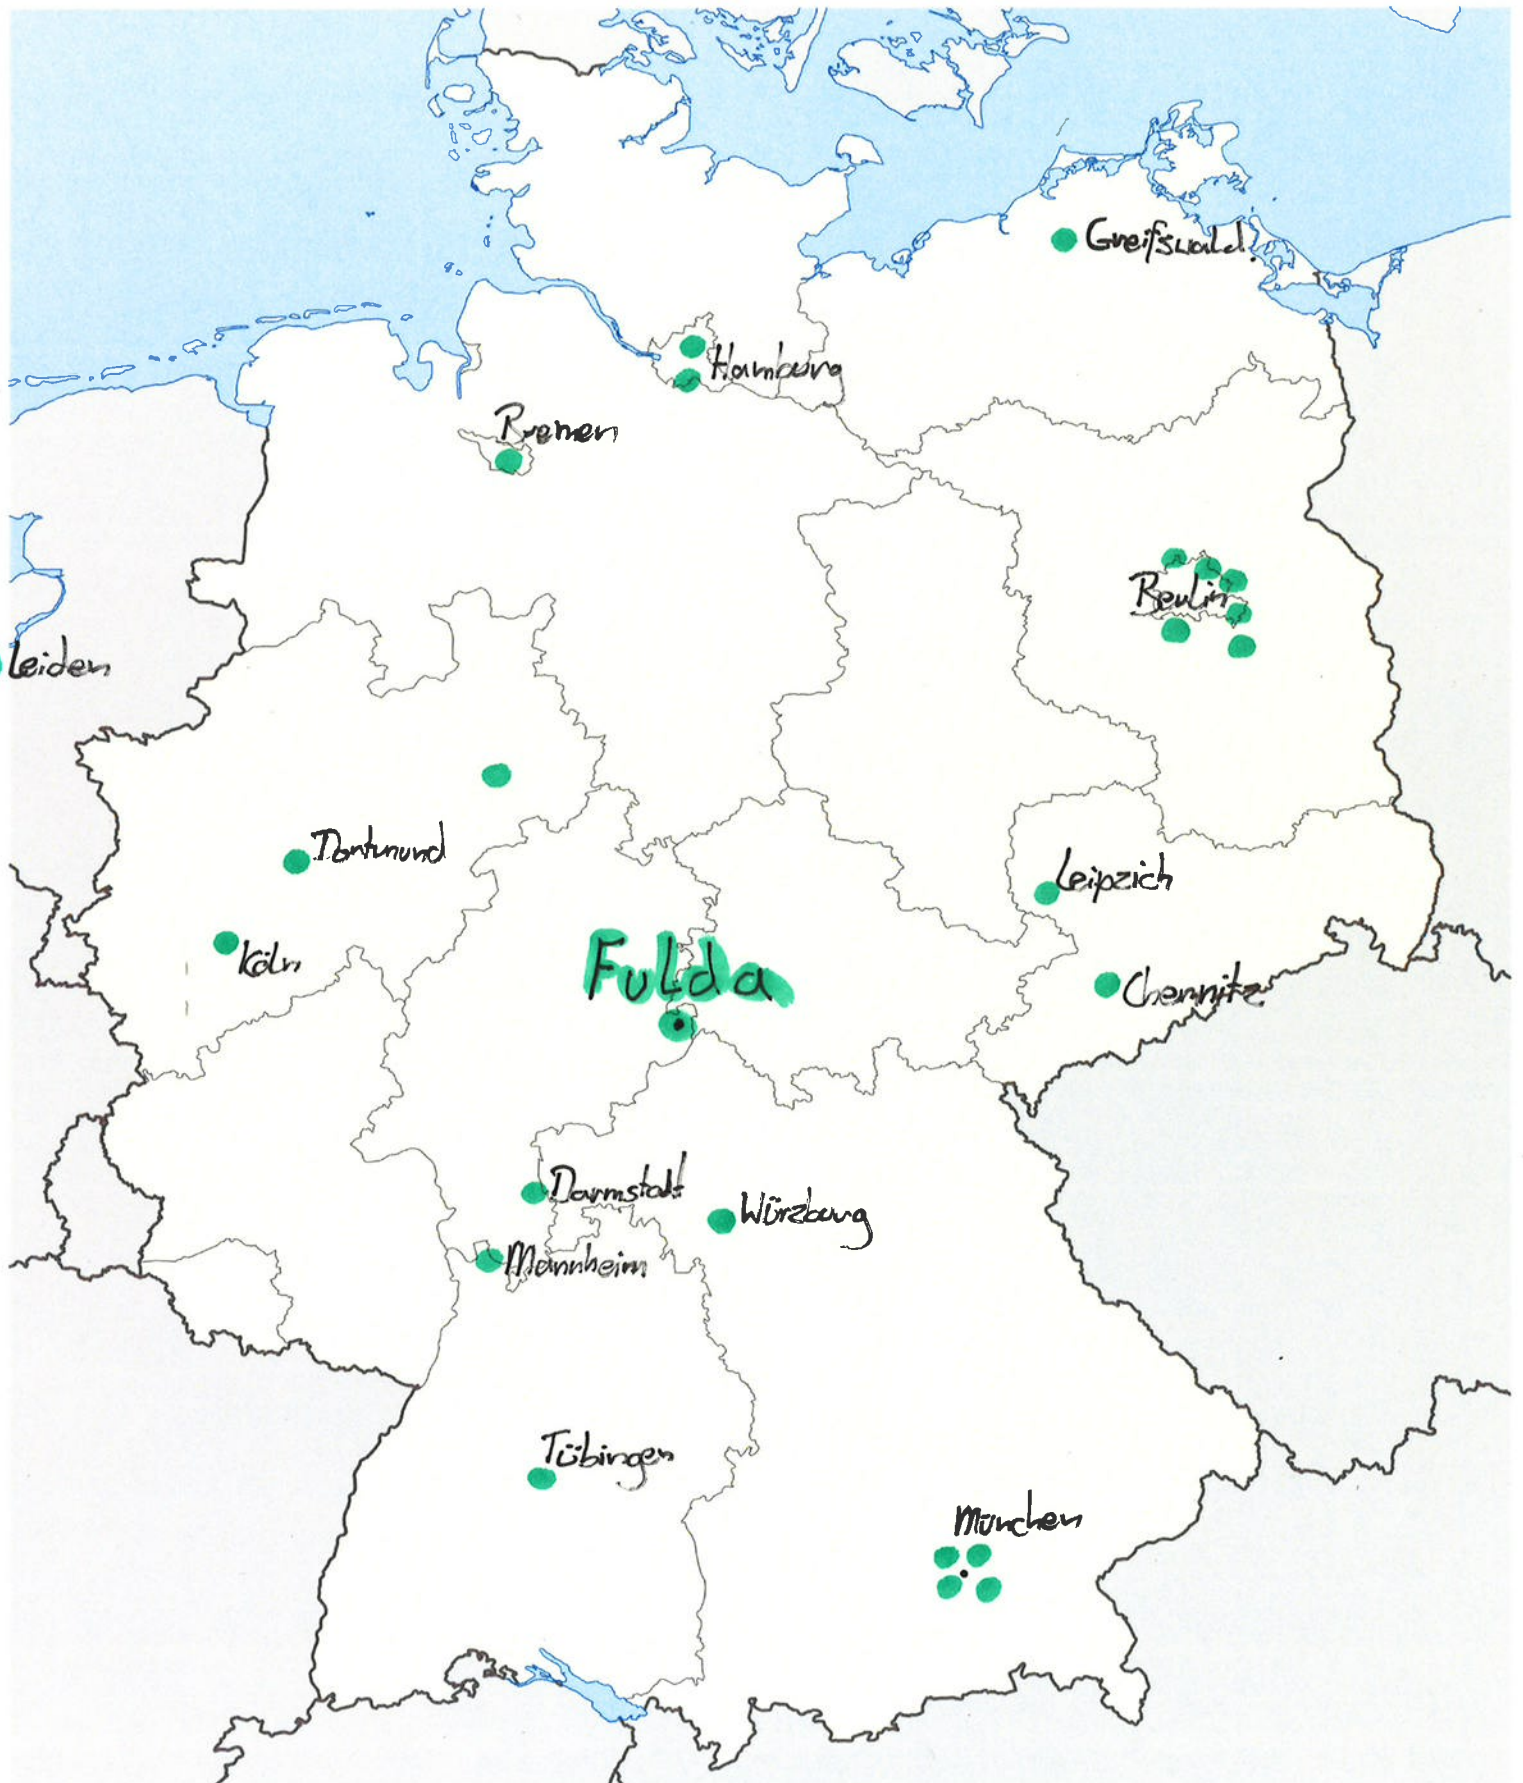 Greifswald
Hamburg
Bremen
Berlin
Leiden
Dortmund
Leipzich
Köln
Fulda
Chemnitz
Darmstadt
Würzburg
Mannheim
Tübingen
München